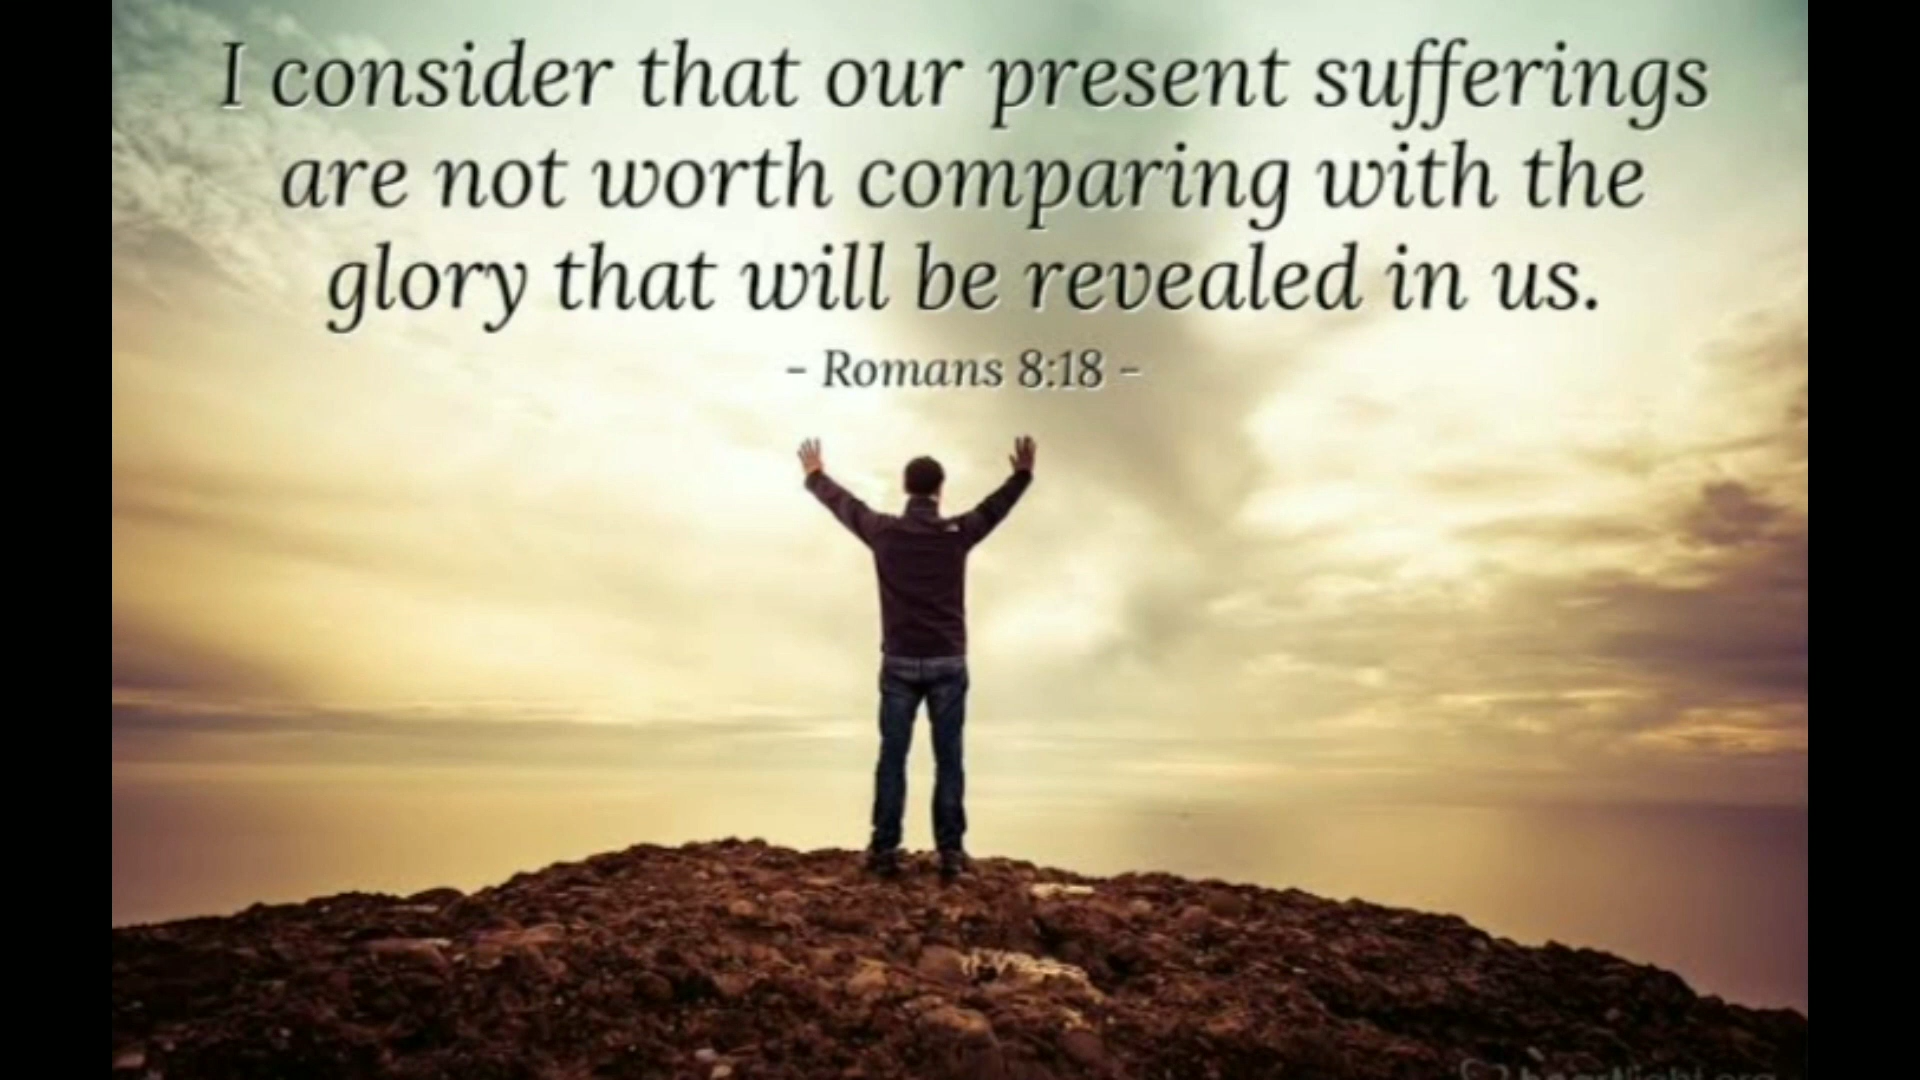 I consider that our present sufferings
are not worth comparing with the
glory that will be revealed in us.
- Romans 8:18 -